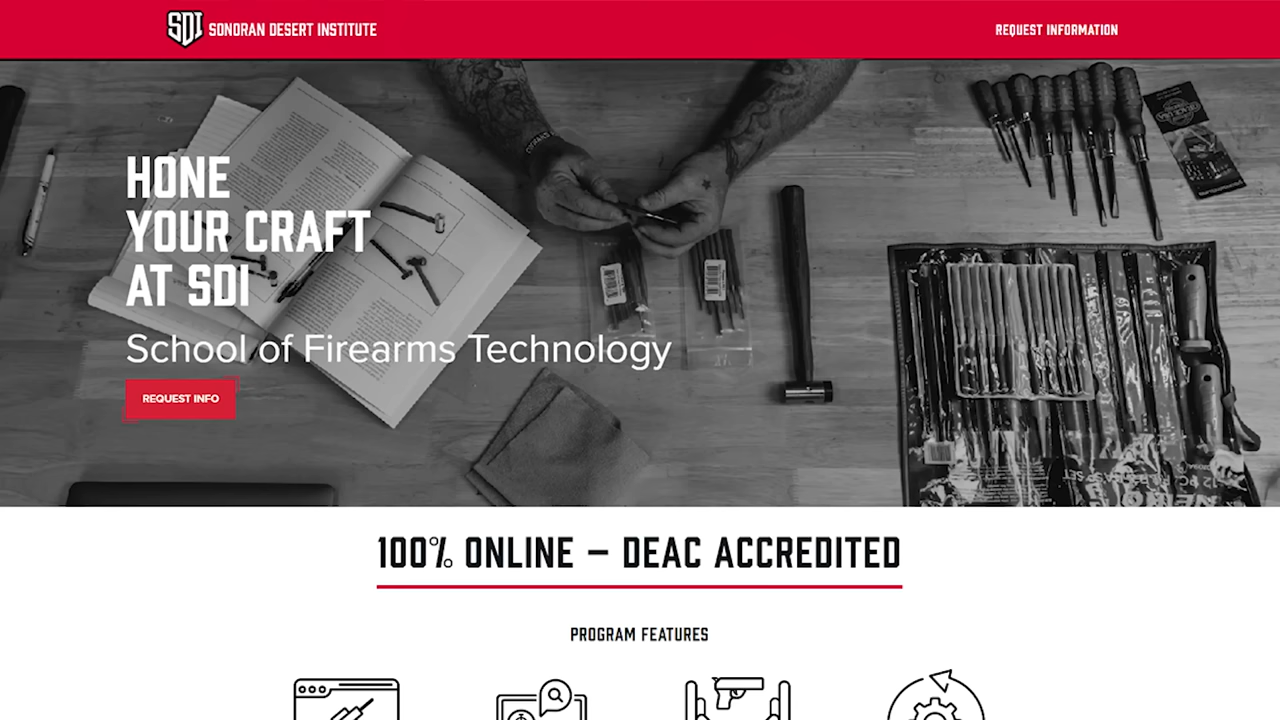 SDI SONORAN DESERT INSTITUTE
REQUEST INFORMATION
HONE
YOUR CRAFT
AT SDI
School of Firearms Technology
REQUEST INFO
100% ONLINE – DEAC ACCREDITED
PROGRAM FEATURES